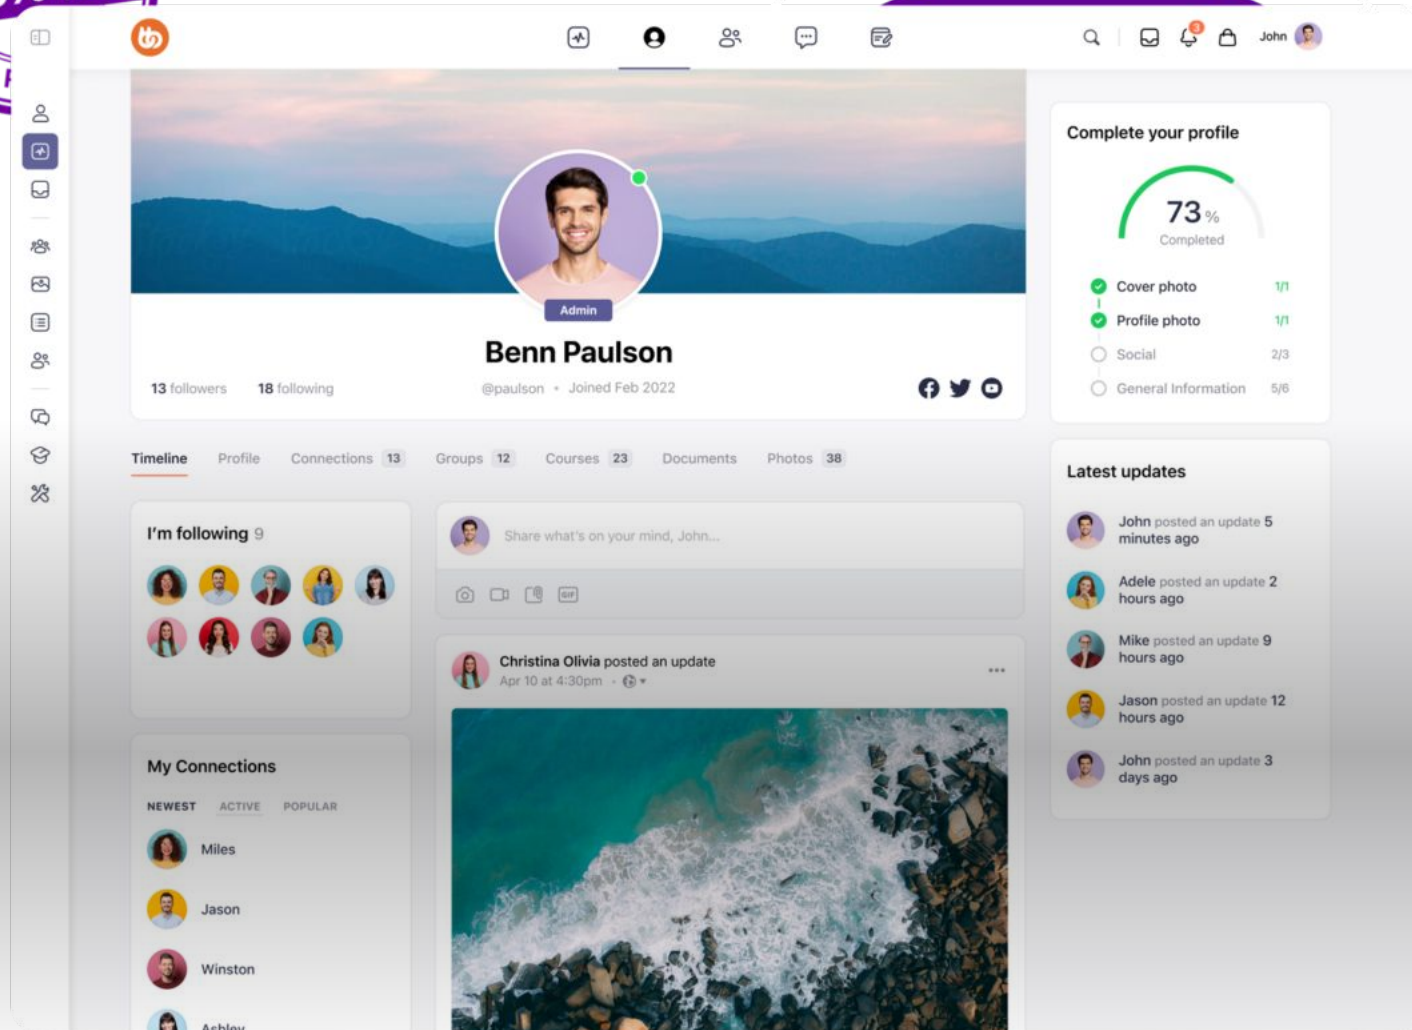 3
John
Complete your profile
73 %
Completed
Cover photo 1/1
Profile photo 1/1
Social 2/3
General Information 5/6
Admin
Benn Paulson
13 followers 18 following
@paulson • Joined Feb 2022
Timeline Profile Connections 13 Groups 12 Courses 23 Documents Photos 38
I'm following 9
Share what's on your mind, John...
GIF
Christina Olivia posted an update
Apr 10 at 4:30pm
My Connections
NEWEST ACTIVE POPULAR
Miles
Jason
Winston
Ashley
Latest updates
John posted an update 5
minutes ago
Adele posted an update 2
hours ago
Mike posted an update 9
hours ago
Jason posted an update 12
hours ago
John posted an update 3
days ago